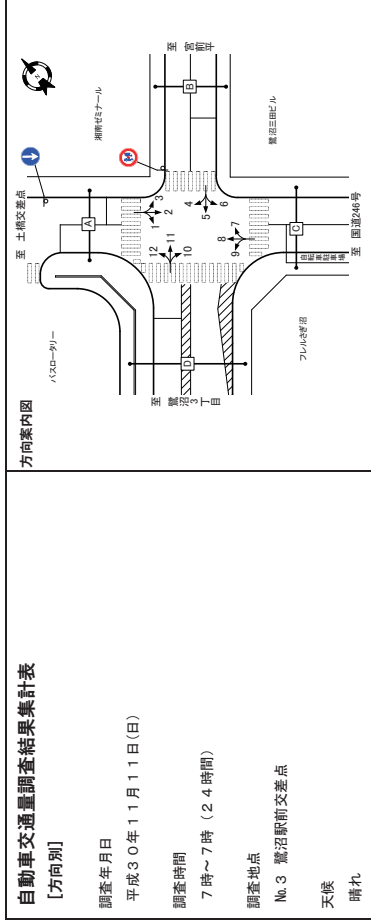 自動車交通量調査結果集計表
[方向別]
調査年月日
平成30年11月11日(日)
調査時間
7時～7時（24時間）
調査地点
№3 鷺沼駅前交差点
天候
晴れ
方向案内図
至 土橋交差点
湘南ゼミナール
バスロータリー
至 宮前平
鷺沼三田ビル
至 鷺沼3丁目
フレルさぎ沼
自転車駐車場
至 国道246号
A
B
C
D
N
1
2
3
4
5
6
7
8
9
10
11
12